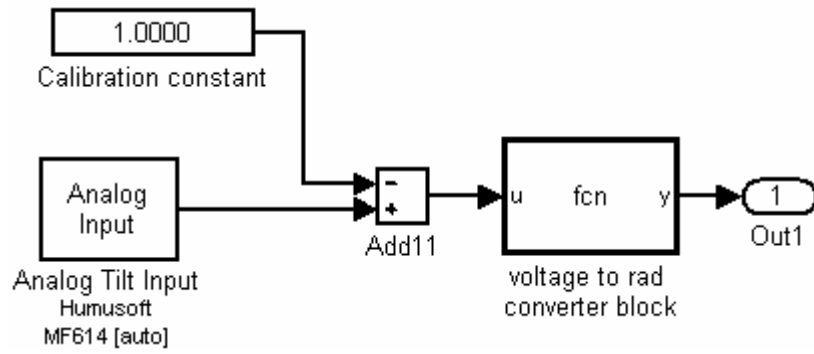 1.0000
Calibration constant
Analog
Input
Analog Tilt Input
Humusoft
MF614 [auto]
-
+
Add11
u fcn y
voltage to rad
converter block
1
Out1